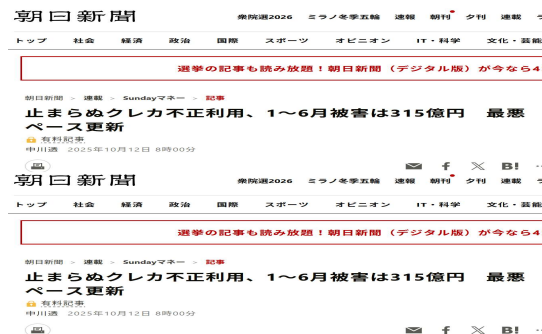 朝日新聞
衆院選2026 ミラノ冬季五輪 速報 朝刊 夕刊 連載
トップ 社会 経済 政治 国際 スポーツ オピニオン IT・科学 文化・芸能
選挙の記事も読み放題！朝日新聞（デジタル版）が今なら4
朝日新聞 > 連載 > Sundayマネー > 記事
止まらぬクレカ不正利用、1〜6月被害は315億円 最悪
ペース更新
有料記事
中川透 2025年10月12日 8時00分
f B!
朝日新聞
衆院選2026 ミラノ冬季五輪 速報 朝刊 夕刊 連載
トップ 社会 経済 政治 国際 スポーツ オピニオン IT・科学 文化・芸能
選挙の記事も読み放題！朝日新聞（デジタル版）が今なら4
朝日新聞 > 連載 > Sundayマネー > 記事
止まらぬクレカ不正利用、1〜6月被害は315億円 最悪
ペース更新
有料記事
中川透 2025年10月12日 8時00分
f B!